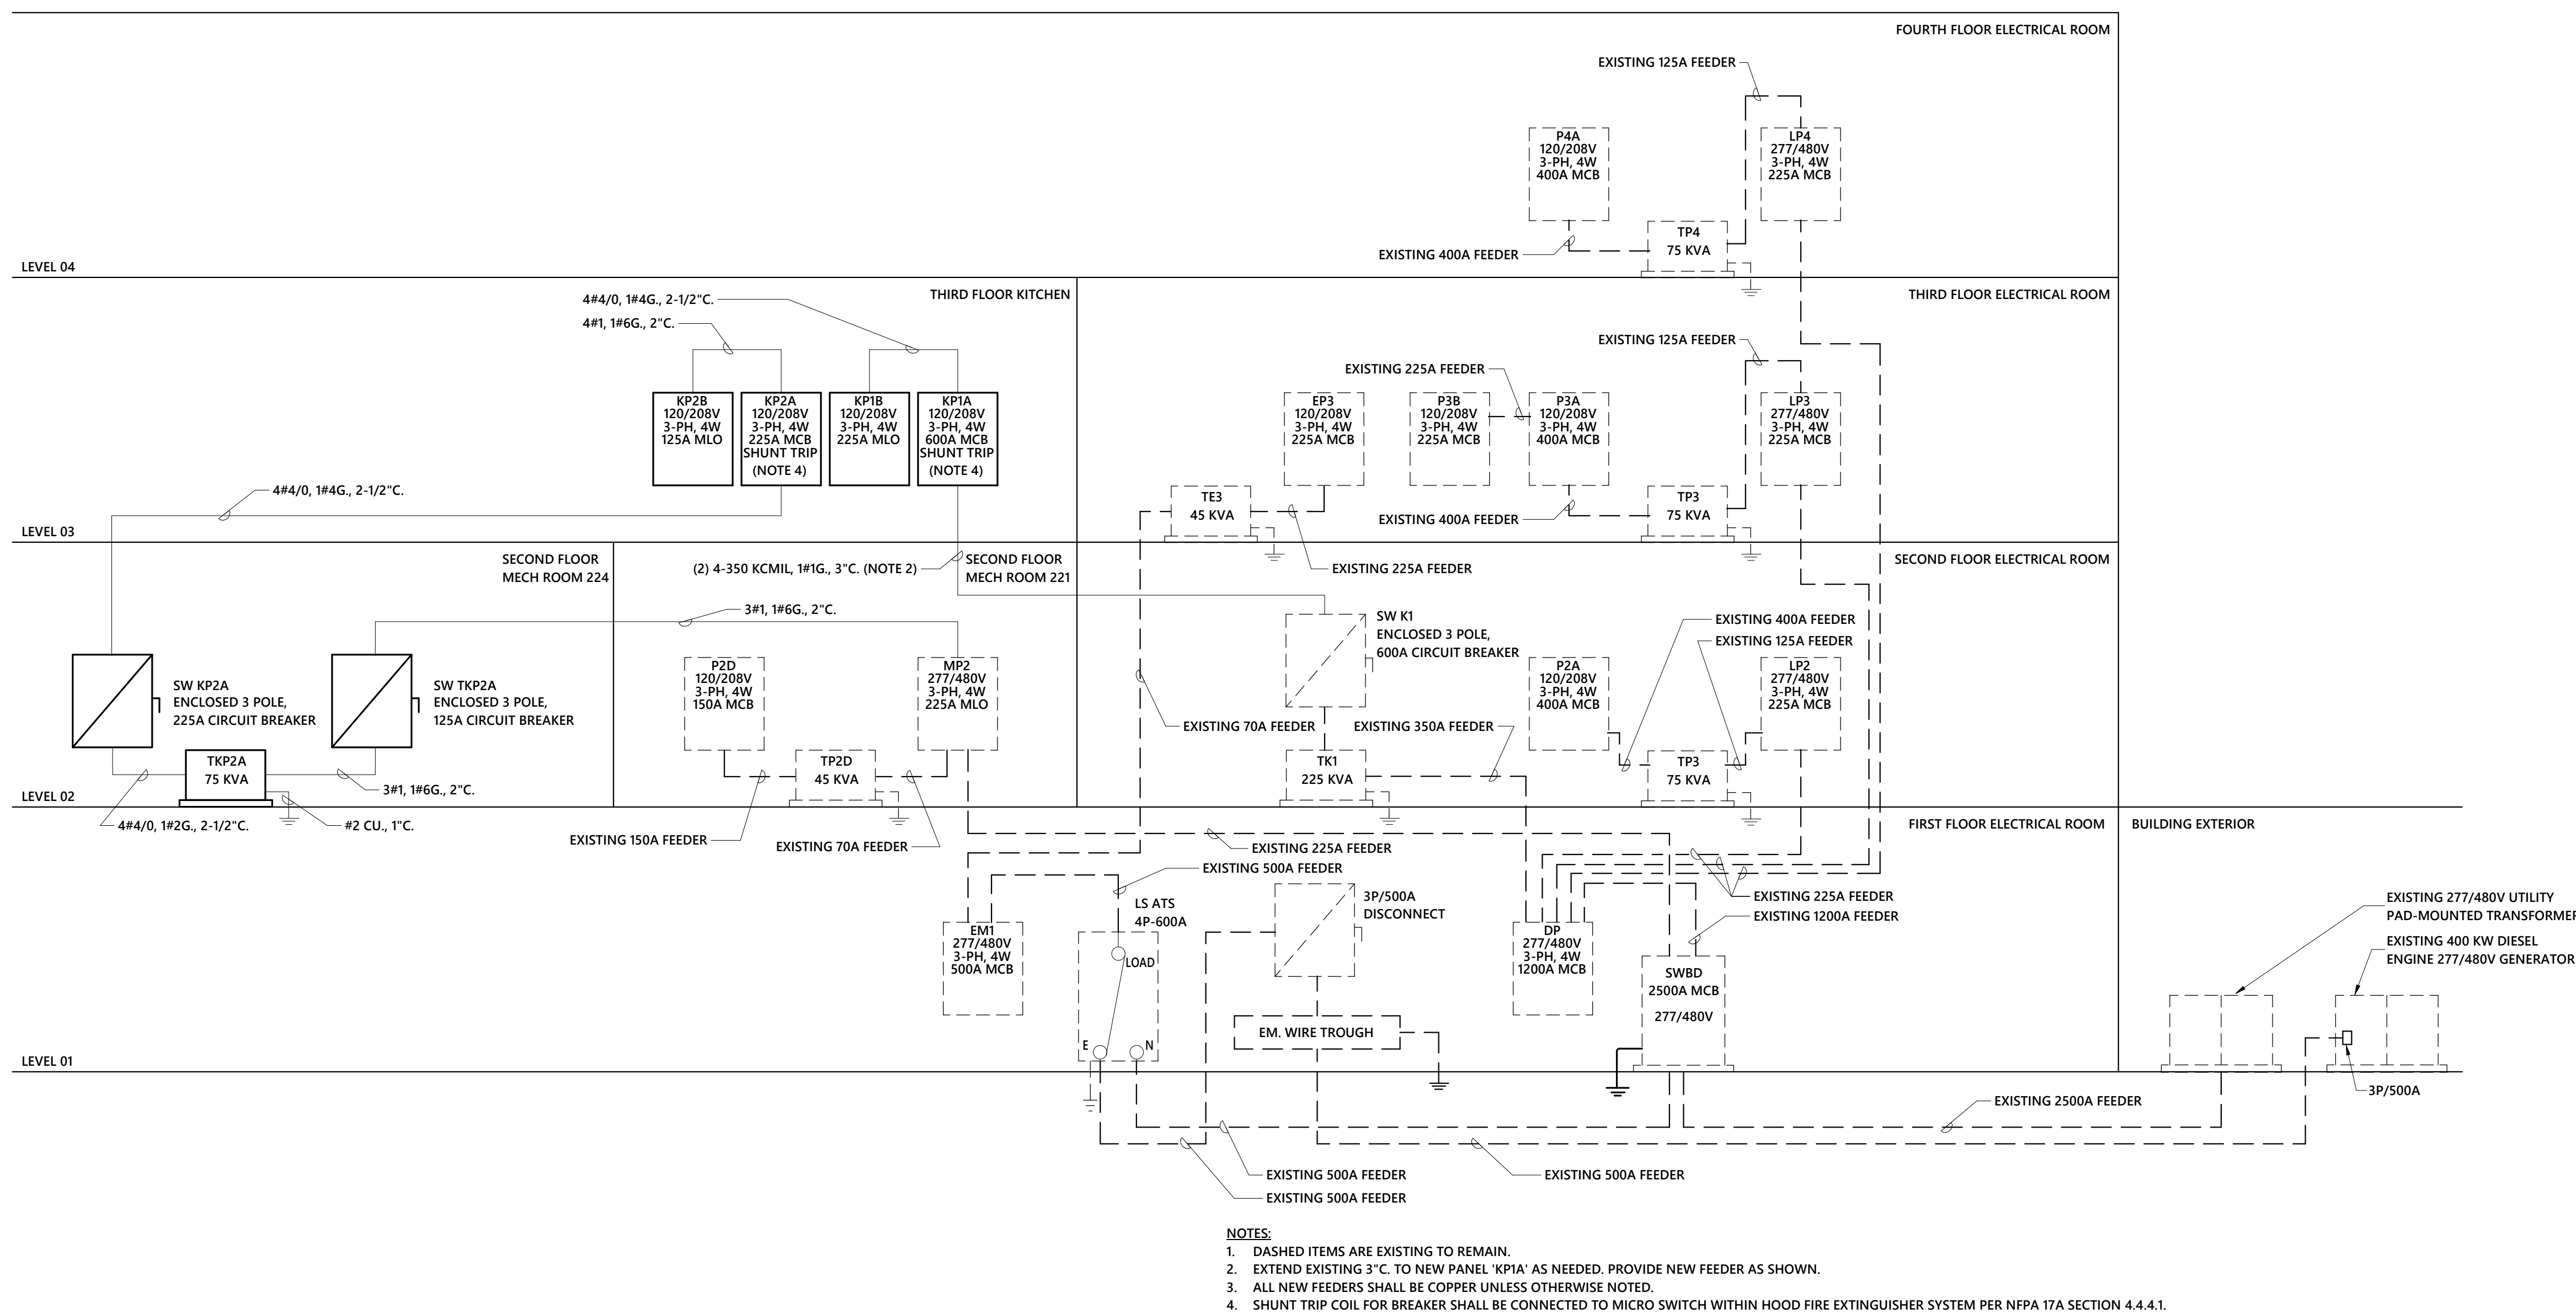 FOURTH FLOOR ELECTRICAL ROOM
EXISTING 125A FEEDER
P4A
120/208V
3-PH, 4W
400A MCB
LP4
277/480V
3-PH, 4W
225A MCB
TP4
75 KVA
EXISTING 400A FEEDER
LEVEL 04
THIRD FLOOR KITCHEN
4#4/0, 1#4G., 2-1/2"C.
4#1, 1#6G., 2"C.
KP2B
120/208V
3-PH, 4W
125A MLO
KP2A
120/208V
3-PH, 4W
225A MCB
SHUNT TRIP
(NOTE 4)
KP1B
120/208V
3-PH, 4W
225A MLO
KP1A
120/208V
3-PH, 4W
600A MCB
SHUNT TRIP
(NOTE 4)
4#4/0, 1#4G., 2-1/2"C.
THIRD FLOOR ELECTRICAL ROOM
EXISTING 125A FEEDER
EXISTING 225A FEEDER
EP3
120/208V
3-PH, 4W
225A MCB
P3B
120/208V
3-PH, 4W
225A MCB
P3A
120/208V
3-PH, 4W
400A MCB
LP3
277/480V
3-PH, 4W
225A MCB
TE3
45 KVA
EXISTING 400A FEEDER
TP3
75 KVA
LEVEL 03
SECOND FLOOR
MECH ROOM 224
(2) 4-350 KCMIL, 1#1G., 3"C. (NOTE 2)
SECOND FLOOR
MECH ROOM 221
EXISTING 225A FEEDER
SECOND FLOOR ELECTRICAL ROOM
3#1, 1#6G., 2"C.
SW KP2A
ENCLOSED 3 POLE,
225A CIRCUIT BREAKER
SW TKP2A
ENCLOSED 3 POLE,
125A CIRCUIT BREAKER
P2D
120/208V
3-PH, 4W
150A MCB
MP2
277/480V
3-PH, 4W
225A MLO
SW K1
ENCLOSED 3 POLE,
600A CIRCUIT BREAKER
EXISTING 400A FEEDER
EXISTING 125A FEEDER
P2A
120/208V
3-PH, 4W
400A MCB
LP2
277/480V
3-PH, 4W
225A MCB
EXISTING 70A FEEDER
EXISTING 350A FEEDER
TKP2A
75 KVA
TP2D
45 KVA
TK1
225 KVA
TP3
75 KVA
3#1, 1#6G., 2"C.
LEVEL 02
4#4/0, 1#2G., 2-1/2"C.
#2 CU., 1"C.
EXISTING 150A FEEDER
EXISTING 70A FEEDER
FIRST FLOOR ELECTRICAL ROOM
BUILDING EXTERIOR
EXISTING 225A FEEDER
EXISTING 500A FEEDER
LS ATS
4P-600A
3P/500A
DISCONNECT
EXISTING 225A FEEDER
EXISTING 1200A FEEDER
EXISTING 277/480V UTILITY
PAD-MOUNTED TRANSFORMER
EXISTING 400 KW DIESEL
ENGINE 277/480V GENERATOR
EM1
277/480V
3-PH, 4W
500A MCB
LOAD
E
N
EM. WIRE TROUGH
DP
277/480V
3-PH, 4W
1200A MCB
SWBD
2500A MCB
277/480V
LEVEL 01
3P/500A
EXISTING 2500A FEEDER
EXISTING 500A FEEDER
EXISTING 500A FEEDER
EXISTING 500A FEEDER
NOTES:
1. DASHED ITEMS ARE EXISTING TO REMAIN.
2. EXTEND EXISTING 3"C. TO NEW PANEL 'KP1A' AS NEEDED. PROVIDE NEW FEEDER AS SHOWN.
3. ALL NEW FEEDERS SHALL BE COPPER UNLESS OTHERWISE NOTED.
4. SHUNT TRIP COIL FOR BREAKER SHALL BE CONNECTED TO MICRO SWITCH WITHIN HOOD FIRE EXTINGUISHER SYSTEM PER NFPA 17A SECTION 4.4.4.1.